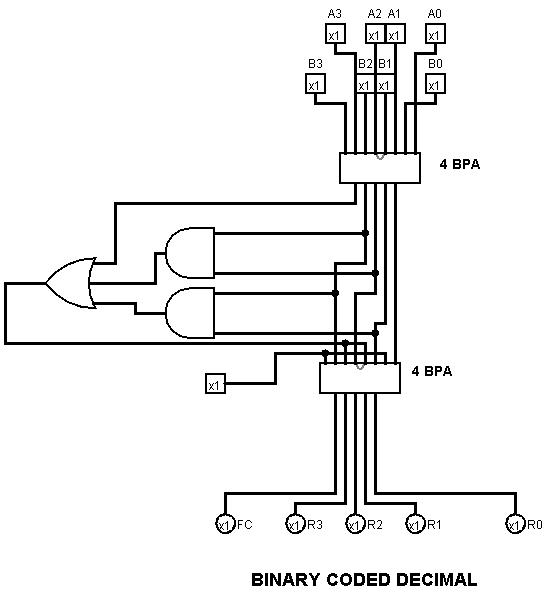 A3 A2 A1 A0
x1 x1 x1 x1
B3 B2 B1 B0
x1 x1 x1 x1
4 BPA
4 BPA
x1
x1 FC x1 R3 x1 R2 x1 R1 x1 R0
BINARY CODED DECIMAL